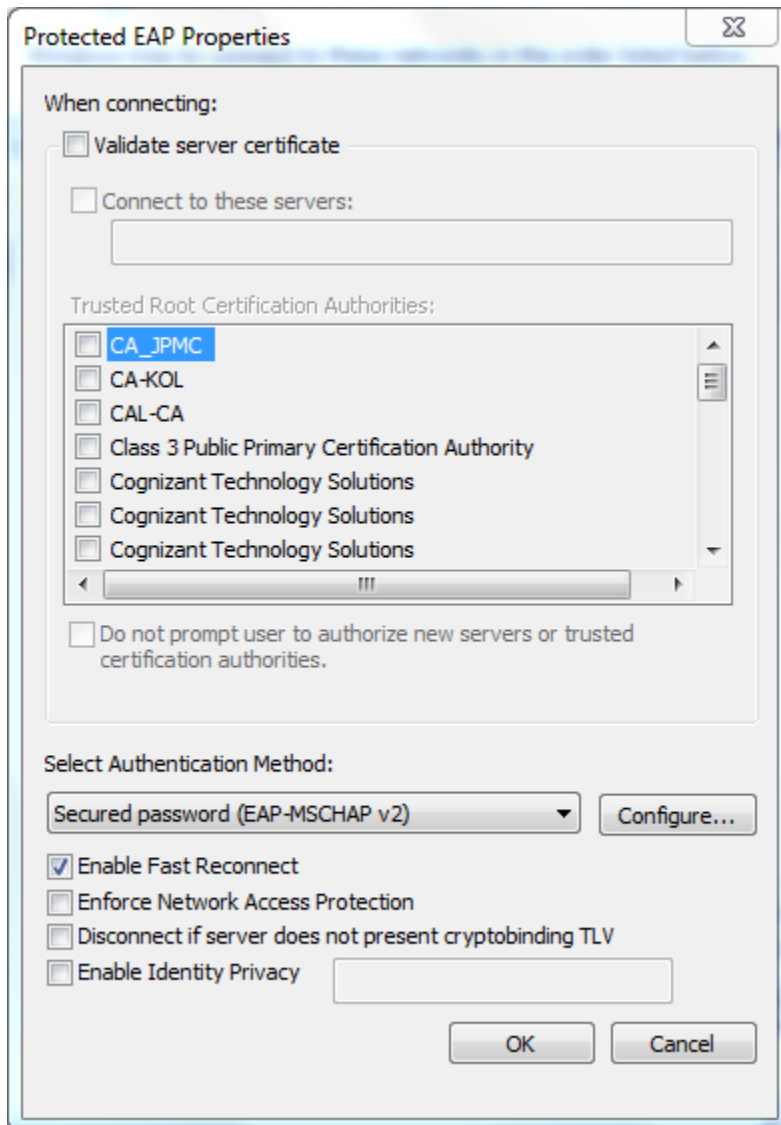 Protected EAP Properties
When connecting:
Validate server certificate
Connect to these servers:
Trusted Root Certification Authorities:
CA_JPMC
CA-KOL
CAL-CA
Class 3 Public Primary Certification Authority
Cognizant Technology Solutions
Cognizant Technology Solutions
Cognizant Technology Solutions
Do not prompt user to authorize new servers or trusted
certification authorities.
Select Authentication Method:
Secured password (EAP-MSCHAP v2) Configure...
Enable Fast Reconnect
Enforce Network Access Protection
Disconnect if server does not present cryptobinding TLV
Enable Identity Privacy
OK Cancel